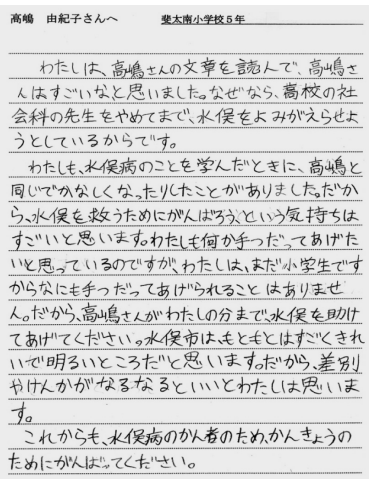 高嶋　由紀子さんへ　斐太南小学校５年
わたしは、高嶋さんの文章を読んで、高嶋さ
んはすごいなと思いました。なぜなら、高校の社
会科の先生をやめてまで、水俣をよみがえらせよ
うとしているからです。
わたしも、水俣病のことを学んだときに、高嶋と
同じでかなしくなったりしたことがありました。だか
ら、水俣を救うためにがんばろう、という気持ちは
すごいと思います。わたしも何か手つだってあげた
いと思っているのですが、わたしは、まだ小学生です
からなにも手つだってあげられることはありませ
ん。だから、高嶋さんがわたしの分まで、水俣を助け
てあげてください。水俣市は、もともとはすごくきれ
いで明るいところだと思います。だから、差別
やけんかがなるなるといいとわたしは思いま
す。
これからも、水俣病のかん者のため、かんきょうの
ためにがんばってください。